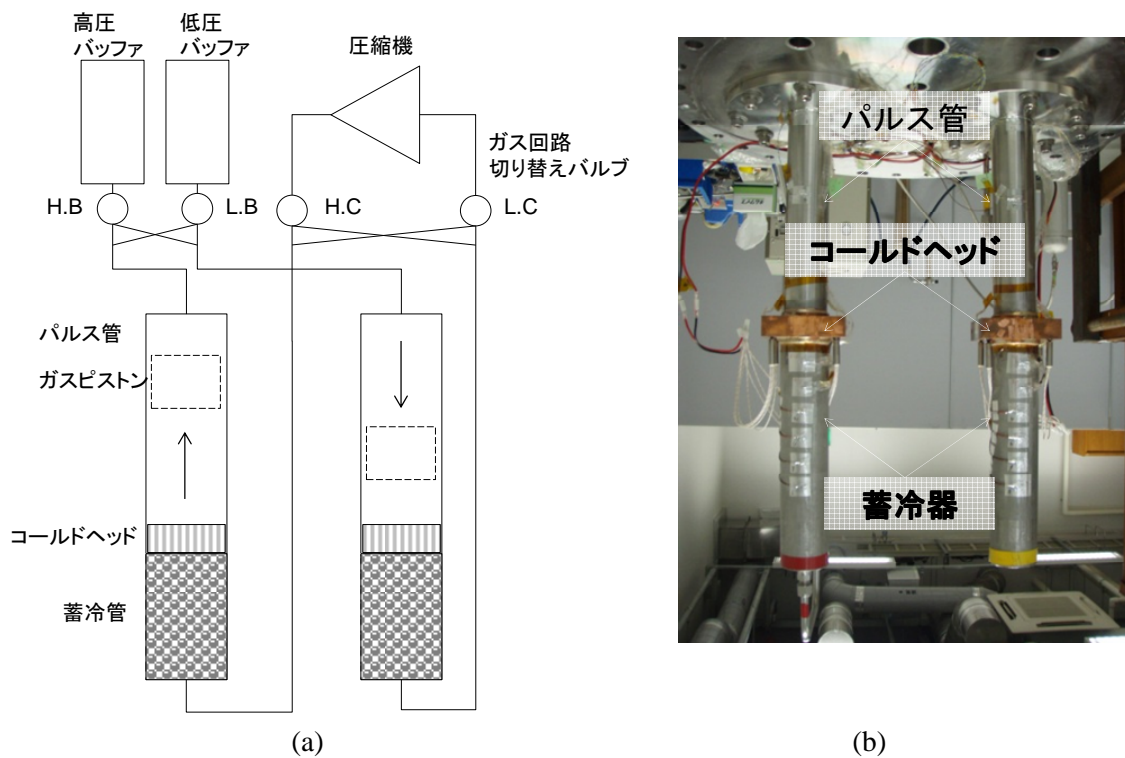 高圧
バッファ
低圧
バッファ
圧縮機
ガス回路
切り替えバルブ
H.B
L.B
H.C
L.C
パルス管
ガスピストン
コールドヘッド
蓄冷管
(a)
パルス管
コールドヘッド
蓄冷器
(b)